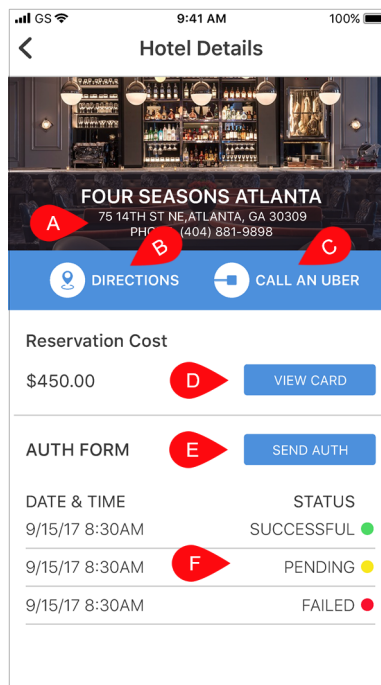 GS 9:41 AM 100%
Hotel Details
FOUR SEASONS ATLANTA
A 75 14TH ST NE,ATLANTA, GA 30309
(404) 881-9898
B C
DIRECTIONS CALL AN UBER
Reservation Cost
$450.00 D VIEW CARD
AUTH FORM E SEND AUTH
DATE & TIME STATUS
9/15/17 8:30AM SUCCESSFUL
9/15/17 8:30AM F PENDING
9/15/17 8:30AM FAILED